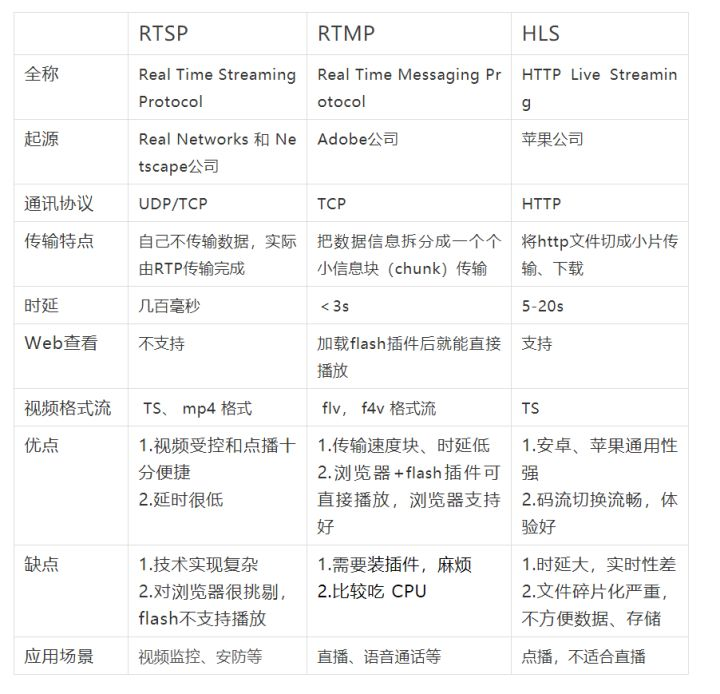 RTSP RTMP HLS
全称 Real Time Streaming Real Time Messaging Pr HTTP Live Streamin
Protocol otocol g
起源 Real Networks 和 Ne Adobe公司 苹果公司
tscape公司
通讯协议 UDP/TCP TCP HTTP
传输特点 自己不传输数据，实际 把数据信息拆分成一个个 将http文件切成小片传
由RTP传输完成 小信息块（chunk）传输 输、下载
时延 几百毫秒 ＜3s 5-20s
Web查看 不支持 加载flash插件后就能直接 支持
播放
视频格式流 TS、 mp4 格式 flv， f4v 格式流 TS
优点 1.视频受控和点播十 1.传输速度块、时延低 1.安卓、苹果通用性
分便捷 2.浏览器+flash插件可 强
2.延时很低 直接播放，浏览器支持 2.码流切换流畅，体
好 验好
缺点 1.技术实现复杂 1.需要装插件，麻烦 1.时延大，实时性差
2.对浏览器很挑剔， 2.比较吃 CPU 2.文件碎片化严重，
flash不支持播放 不方便数据、存储
应用场景 视频监控、安防等 直播、语音通话等 点播，不适合直播